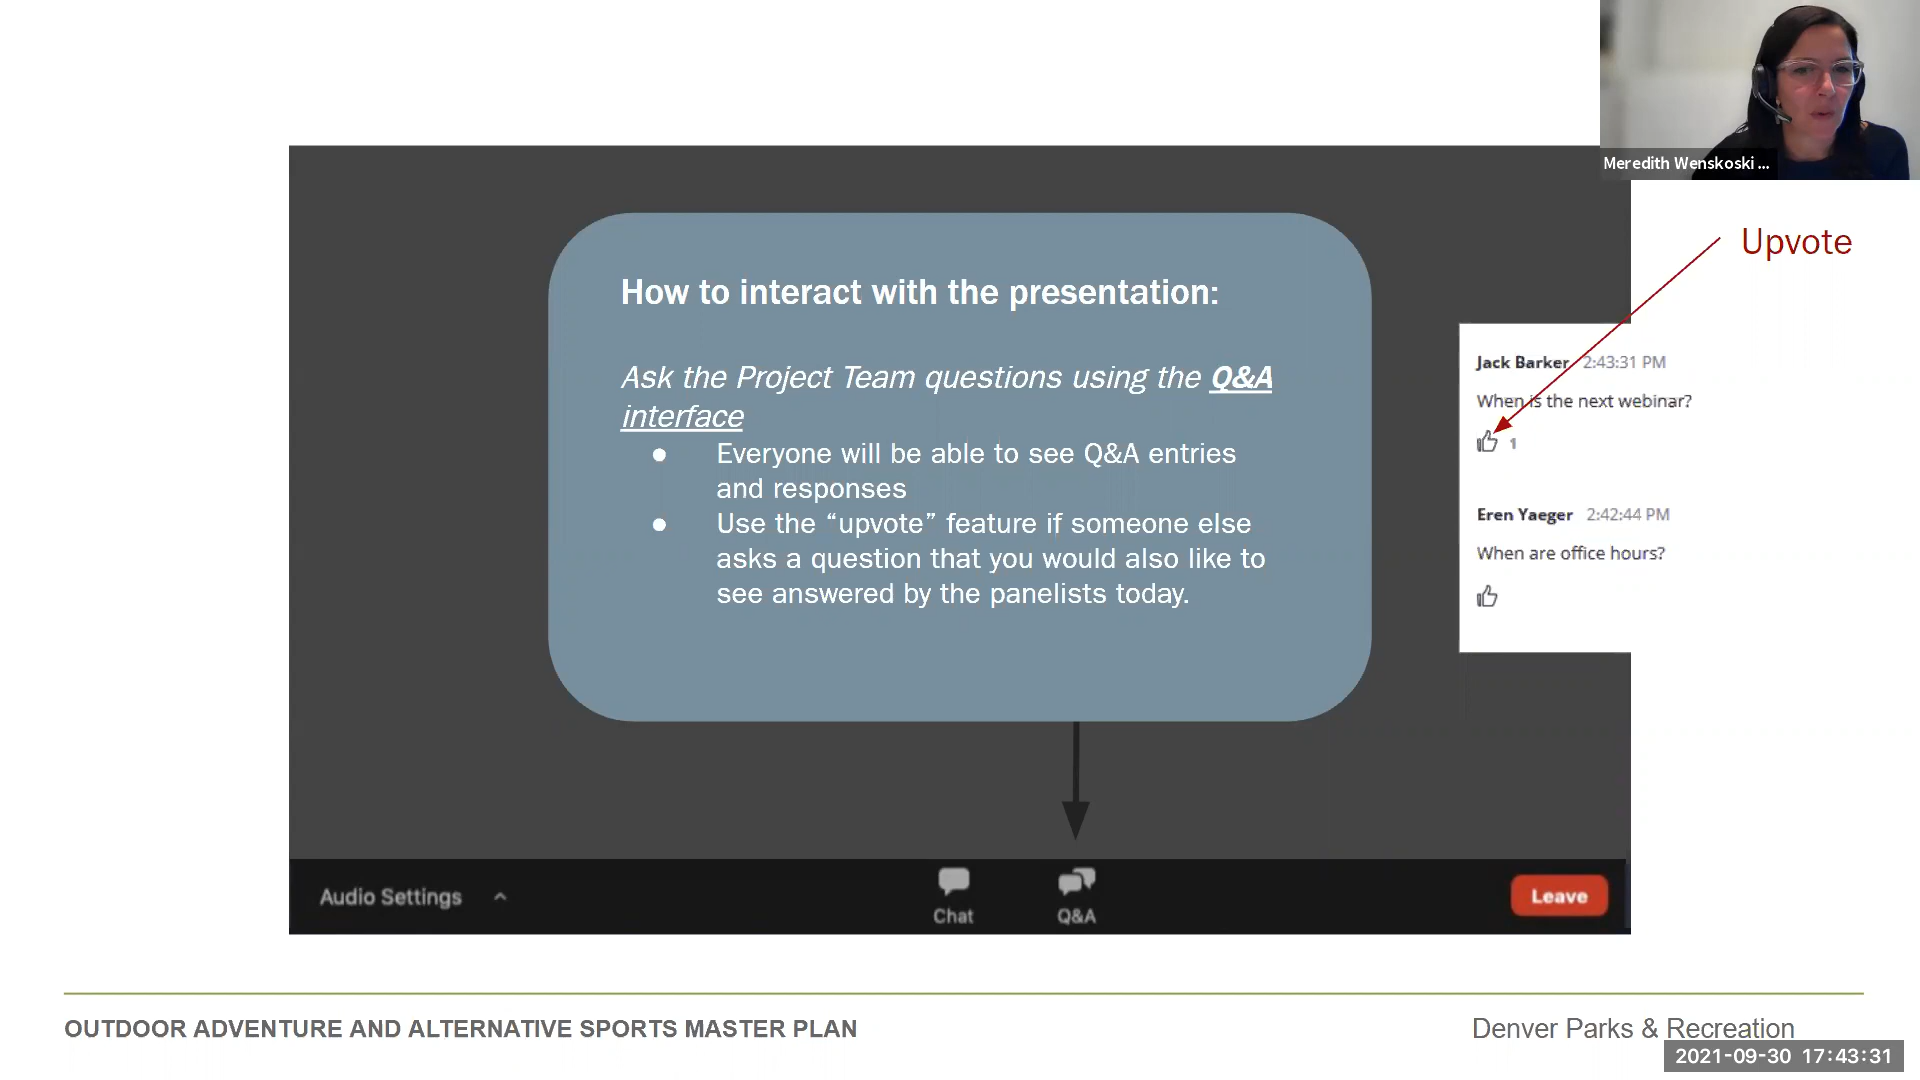 Meredith Wenskoski ...
Upvote
How to interact with the presentation:
Ask the Project Team questions using the Q&A
interface
● Everyone will be able to see Q&A entries
and responses
● Use the “upvote” feature if someone else
asks a question that you would also like to
see answered by the panelists today.
Jack Barker 2:43:31 PM
When is the next webinar?
1
Eren Yaeger 2:42:44 PM
When are office hours?
Audio Settings
Chat
Q&A
Leave
OUTDOOR ADVENTURE AND ALTERNATIVE SPORTS MASTER PLAN
Denver Parks & Recreation
2021-09-30 17:43:31